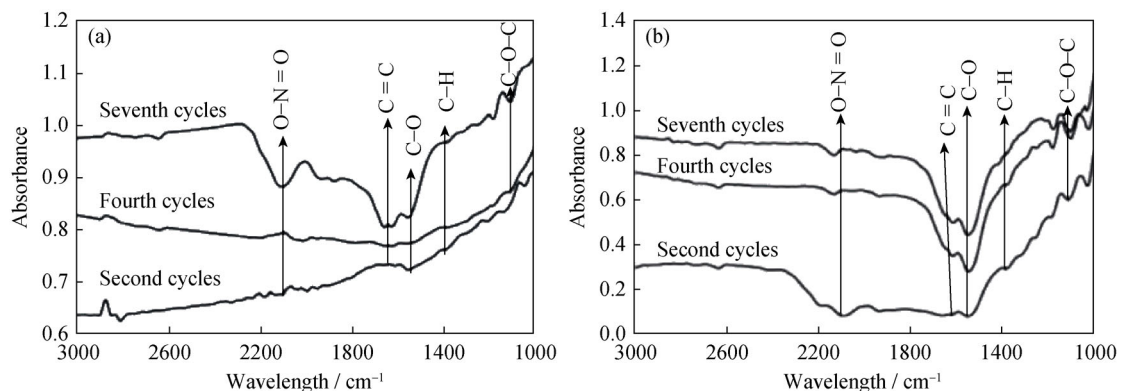 (a)
Absorbance
1.2
1.1
1.0
0.9
0.8
0.7
0.6
Seventh cycles
Fourth cycles
Second cycles
O–N = O
C = C
C–O
C–H
C–O–C
3000 2600 2200 1800 1400 1000
Wavelength / cm⁻¹
(b)
Absorbance
1.4
1.2
1.0
0.8
0.6
0.4
0.2
0.0
Seventh cycles
Fourth cycles
Second cycles
O–N = O
C = C
C–O
C–H
C–O–C
3000 2600 2200 1800 1400 1000
Wavelength / cm⁻¹